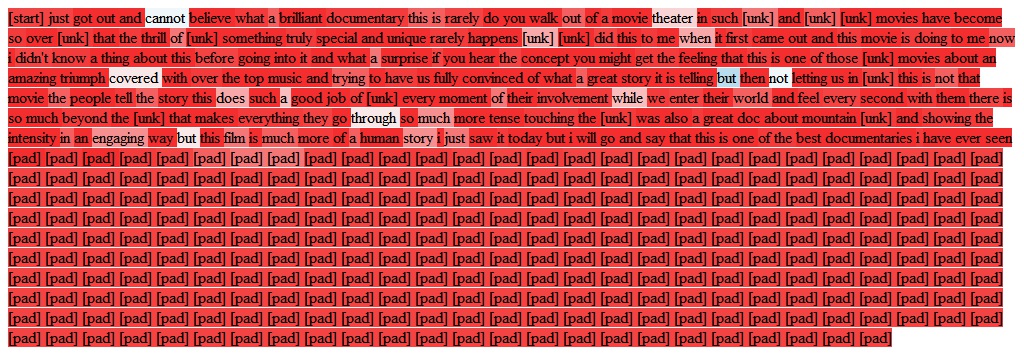 [start] just got out and cannot believe what a brilliant documentary this is rarely do you walk out of a movie theater in such [unk] and [unk] [unk] movies have become
so over [unk] that the thrill of [unk] something truly special and unique rarely happens [unk] [unk] did this to me when it first came out and this movie is doing to me now
i didn't know a thing about this before going into it and what a surprise if you hear the concept you might get the feeling that this is one of those [unk] movies about an
amazing triumph covered with over the top music and trying to have us fully convinced of what a great story it is telling but then not letting us in [unk] this is not that
movie the people tell the story this does such a good job of [unk] every moment of their involvement while we enter their world and feel every second with them there is
so much beyond the [unk] that makes everything they go through so much more tense touching the [unk] was also a great doc about mountain [unk] and showing the
intensity in an engaging way but this film is much more of a human story i just saw it today but i will go and say that this is one of the best documentaries i have ever seen
[pad] [pad] [pad] [pad] [pad] [pad] [pad] [pad] [pad] [pad] [pad] [pad] [pad] [pad] [pad] [pad] [pad] [pad] [pad] [pad] [pad] [pad] [pad] [pad] [pad] [pad] [pad]
[pad] [pad] [pad] [pad] [pad] [pad] [pad] [pad] [pad] [pad] [pad] [pad] [pad] [pad] [pad] [pad] [pad] [pad] [pad] [pad] [pad] [pad] [pad] [pad] [pad] [pad] [pad]
[pad] [pad] [pad] [pad] [pad] [pad] [pad] [pad] [pad] [pad] [pad] [pad] [pad] [pad] [pad] [pad] [pad] [pad] [pad] [pad] [pad] [pad] [pad] [pad] [pad] [pad] [pad]
[pad] [pad] [pad] [pad] [pad] [pad] [pad] [pad] [pad] [pad] [pad] [pad] [pad] [pad] [pad] [pad] [pad] [pad] [pad] [pad] [pad] [pad] [pad] [pad] [pad] [pad] [pad]
[pad] [pad] [pad] [pad] [pad] [pad] [pad] [pad] [pad] [pad] [pad] [pad] [pad] [pad] [pad] [pad] [pad] [pad] [pad] [pad] [pad] [pad] [pad] [pad] [pad] [pad] [pad]
[pad] [pad] [pad] [pad] [pad] [pad] [pad] [pad] [pad] [pad] [pad] [pad] [pad] [pad] [pad] [pad] [pad] [pad] [pad] [pad] [pad] [pad] [pad] [pad] [pad] [pad] [pad]
[pad] [pad] [pad] [pad] [pad] [pad] [pad] [pad] [pad] [pad] [pad] [pad] [pad] [pad] [pad] [pad] [pad] [pad] [pad] [pad] [pad] [pad] [pad] [pad] [pad] [pad] [pad]
[pad] [pad] [pad] [pad] [pad] [pad] [pad] [pad] [pad] [pad] [pad] [pad] [pad] [pad] [pad] [pad] [pad] [pad] [pad] [pad] [pad] [pad] [pad] [pad] [pad] [pad] [pad]
[pad] [pad] [pad] [pad] [pad] [pad] [pad] [pad] [pad] [pad] [pad] [pad] [pad] [pad] [pad] [pad] [pad] [pad] [pad] [pad] [pad] [pad] [pad] [pad] [pad] [pad] [pad]
[pad] [pad] [pad] [pad] [pad] [pad] [pad] [pad] [pad] [pad] [pad] [pad] [pad] [pad] [pad] [pad] [pad] [pad] [pad] [pad] [pad] [pad] [pad] [pad]